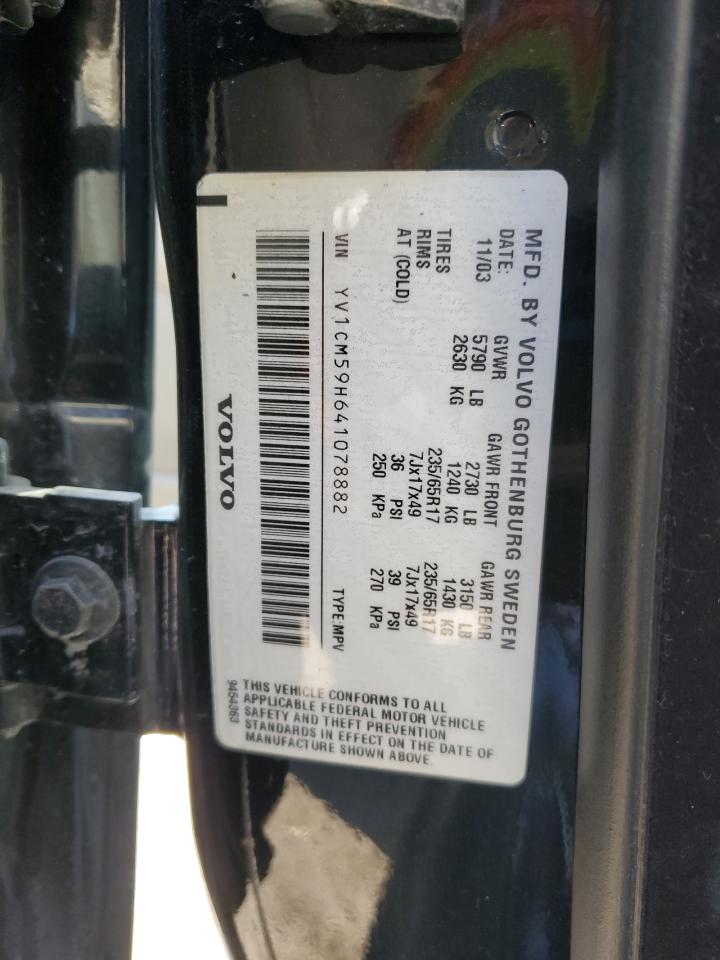 MFD. BY VOLVO GOTHENBURG SWEDEN
DATE: GVWR GAWR FRONT GAWR REAR
11/03 5790 LB 2730 LB 3150 LB
2630 KG 1240 KG 1430 KG
TIRES 235/65R17 235/65R17
RIMS 7Jx17x49 7Jx17x49
AT (COLD) 36 PSI 39 PSI
250 KPa 270 KPa
VIN YV1CM59H641078882 TYPE:MPV
VOLVO
THIS VEHICLE CONFORMS TO ALL
APPLICABLE FEDERAL MOTOR VEHICLE
SAFETY AND THEFT PREVENTION
STANDARDS IN EFFECT ON THE DATE OF
MANUFACTURE SHOWN ABOVE.
9454363